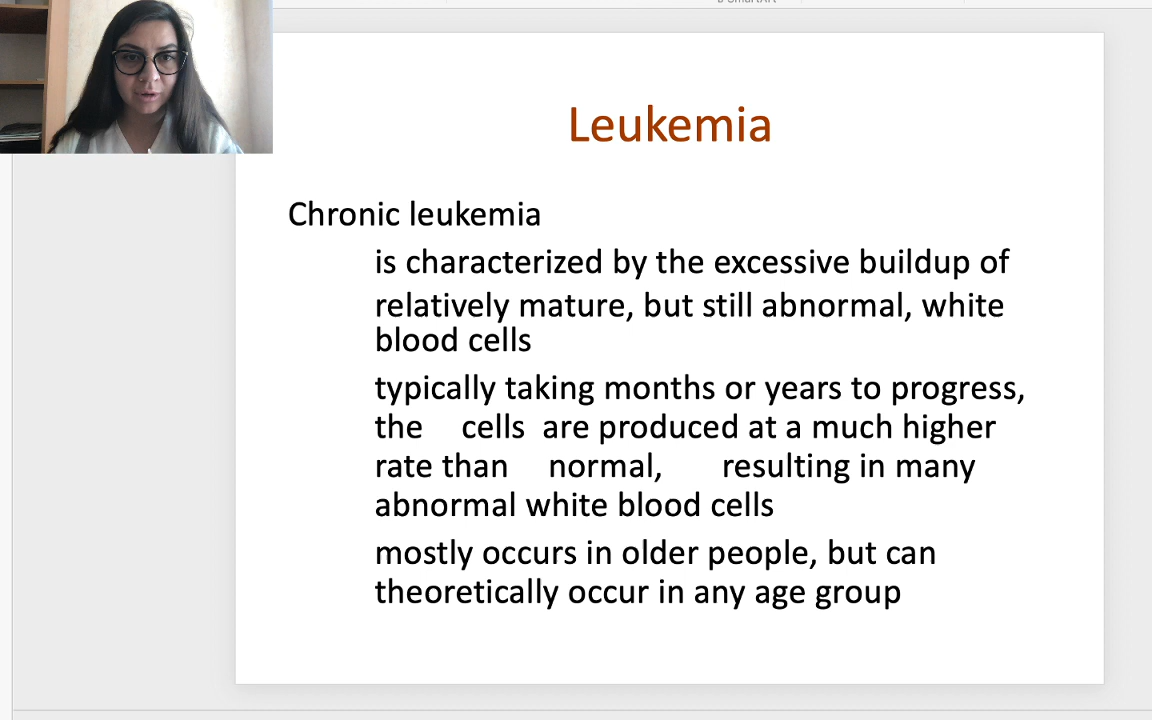 Leukemia
Chronic leukemia
is characterized by the excessive buildup of
relatively mature, but still abnormal, white
blood cells
typically taking months or years to progress,
the cells are produced at a much higher
rate than normal, resulting in many
abnormal white blood cells
mostly occurs in older people, but can
theoretically occur in any age group